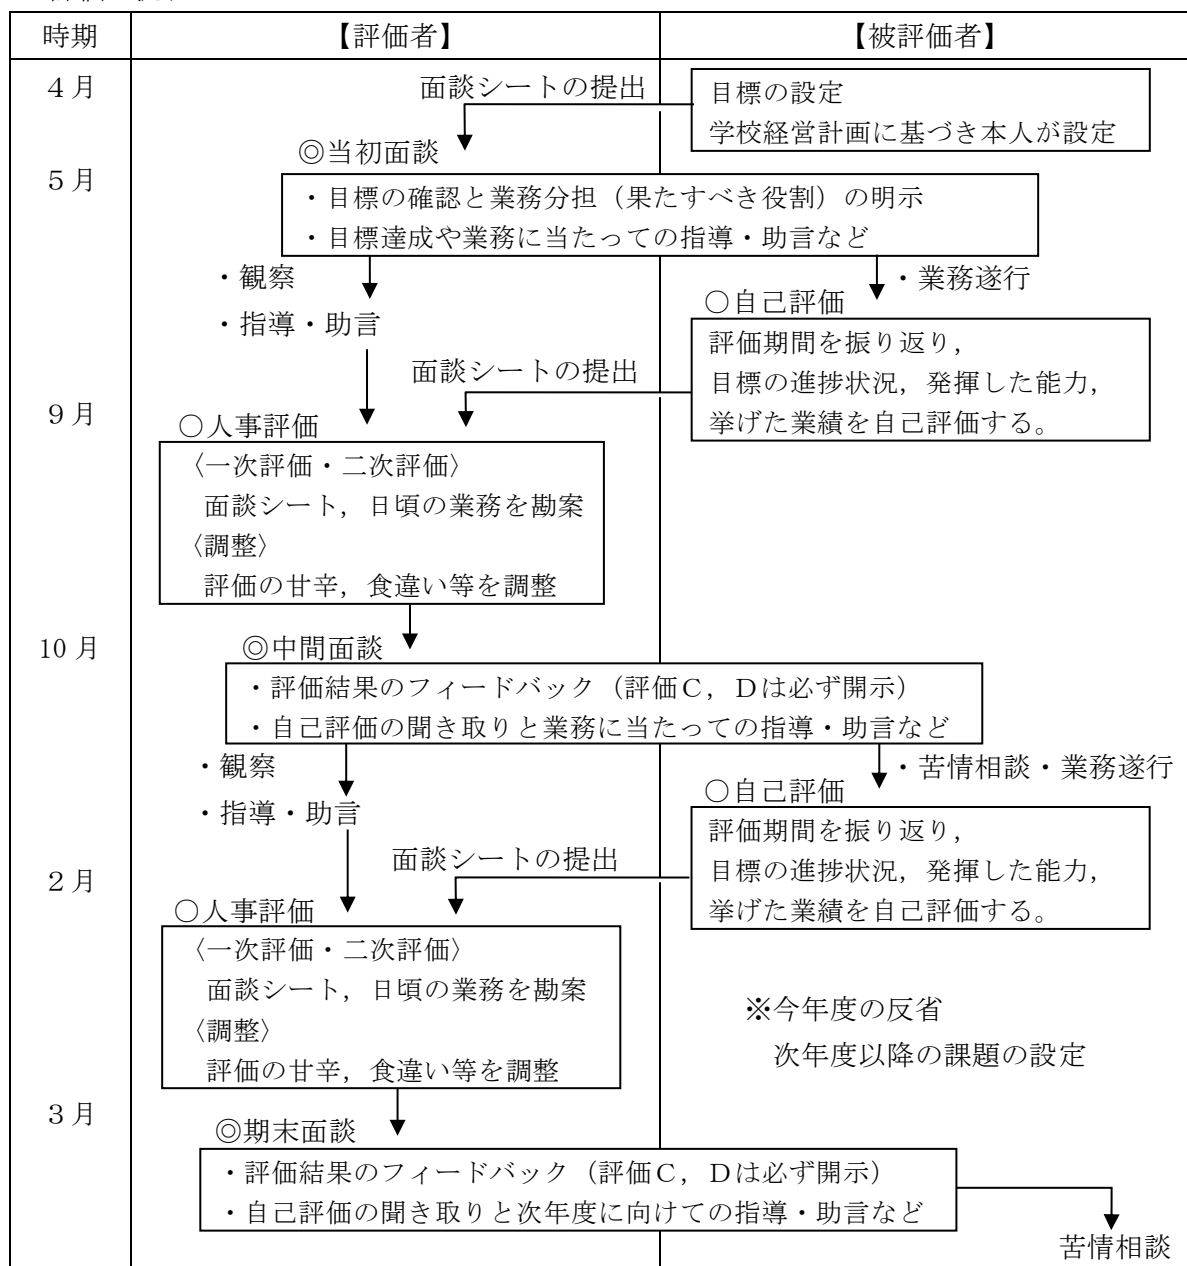 時期
【評価者】
【被評価者】
４月
面談シートの提出
目標の設定
学校経営計画に基づき本人が設定
◎当初面談
５月
・目標の確認と業務分担（果たすべき役割）の明示
・目標達成や業務に当たっての指導・助言など
・観察
・業務遂行
・指導・助言
○自己評価
評価期間を振り返り，
目標の進捗状況，発揮した能力，
挙げた業績を自己評価する。
面談シートの提出
９月
○人事評価
〈一次評価・二次評価〉
面談シート，日頃の業務を勘案
〈調整〉
評価の甘辛，食違い等を調整
10 月
◎中間面談
・評価結果のフィードバック（評価Ｃ，Ｄは必ず開示）
・自己評価の聞き取りと業務に当たっての指導・助言など
・観察
・苦情相談・業務遂行
・指導・助言
○自己評価
評価期間を振り返り，
目標の進捗状況，発揮した能力，
挙げた業績を自己評価する。
面談シートの提出
２月
○人事評価
〈一次評価・二次評価〉
面談シート，日頃の業務を勘案
〈調整〉
評価の甘辛，食違い等を調整
※今年度の反省
次年度以降の課題の設定
３月
◎期末面談
・評価結果のフィードバック（評価Ｃ，Ｄは必ず開示）
・自己評価の聞き取りと次年度に向けての指導・助言など
苦情相談